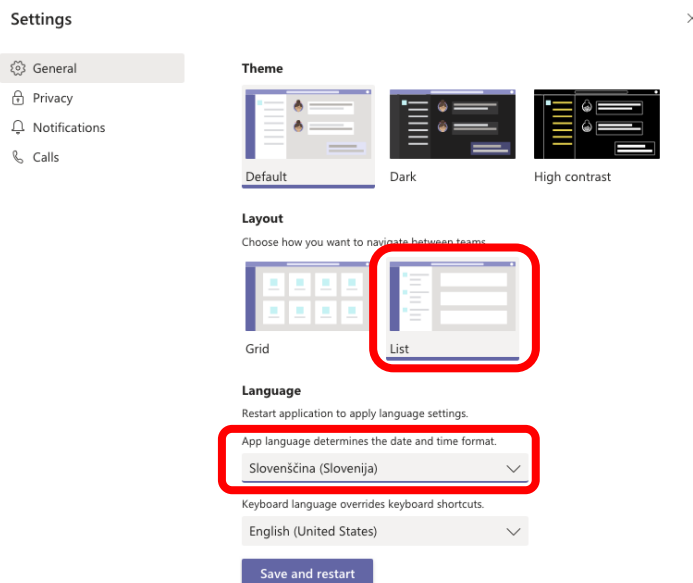 Settings
General
Privacy
Notifications
Calls
Theme
Default
Dark
High contrast
Layout
Choose how you want to navigate between teams
Grid
List
Language
Restart application to apply language settings.
App language determines the date and time format.
Slovenščina (Slovenija)
Keyboard language overrides keyboard shortcuts.
English (United States)
Save and restart